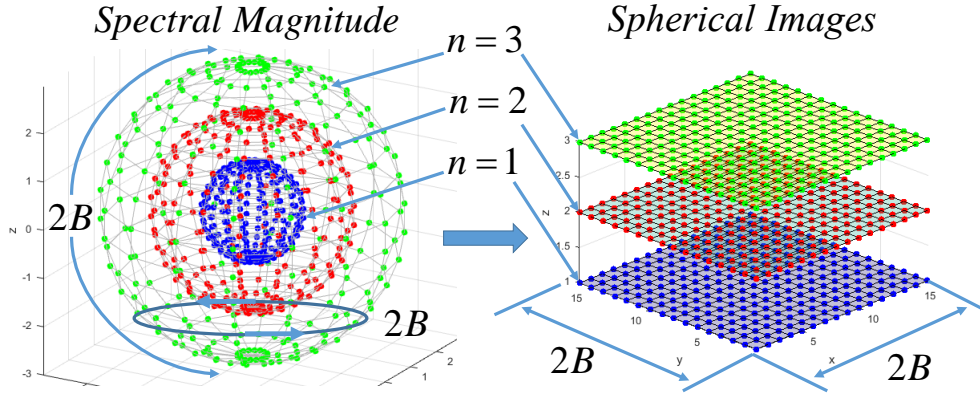 Spectral Magnitude
Spherical Images
n = 3
n = 2
n = 1
2B
2B
z
2
1
0
-1
-2
-3
2
1
3
2.5
2
1.5
1
z
15
10
5
y
5
10
15
x
2B
2B